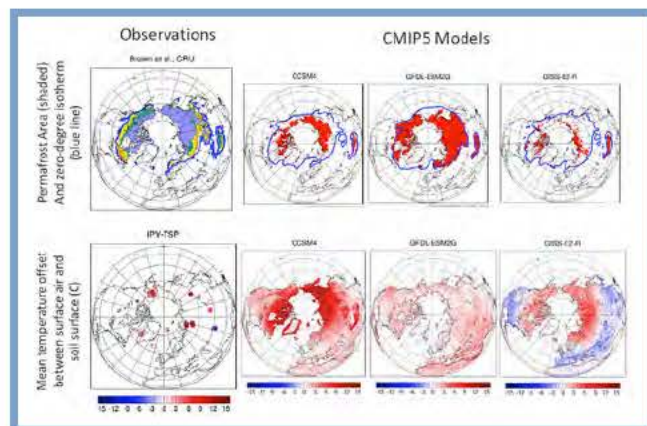 Observations
CMIP5 Models
Permafrost Area (shaded)
And zero-degree isotherm
(blue line)
Brown et al., CRU
CCSM4
GFDL-ESM2G
GISS-E2-R
Mean temperature offset
between surface air and
soil surface (C)
IPY-TSP
CCSM4
GFDL-ESM2G
GISS-E2-R
-15 -12 -9 -6 -3 0 3 6 9 12 15